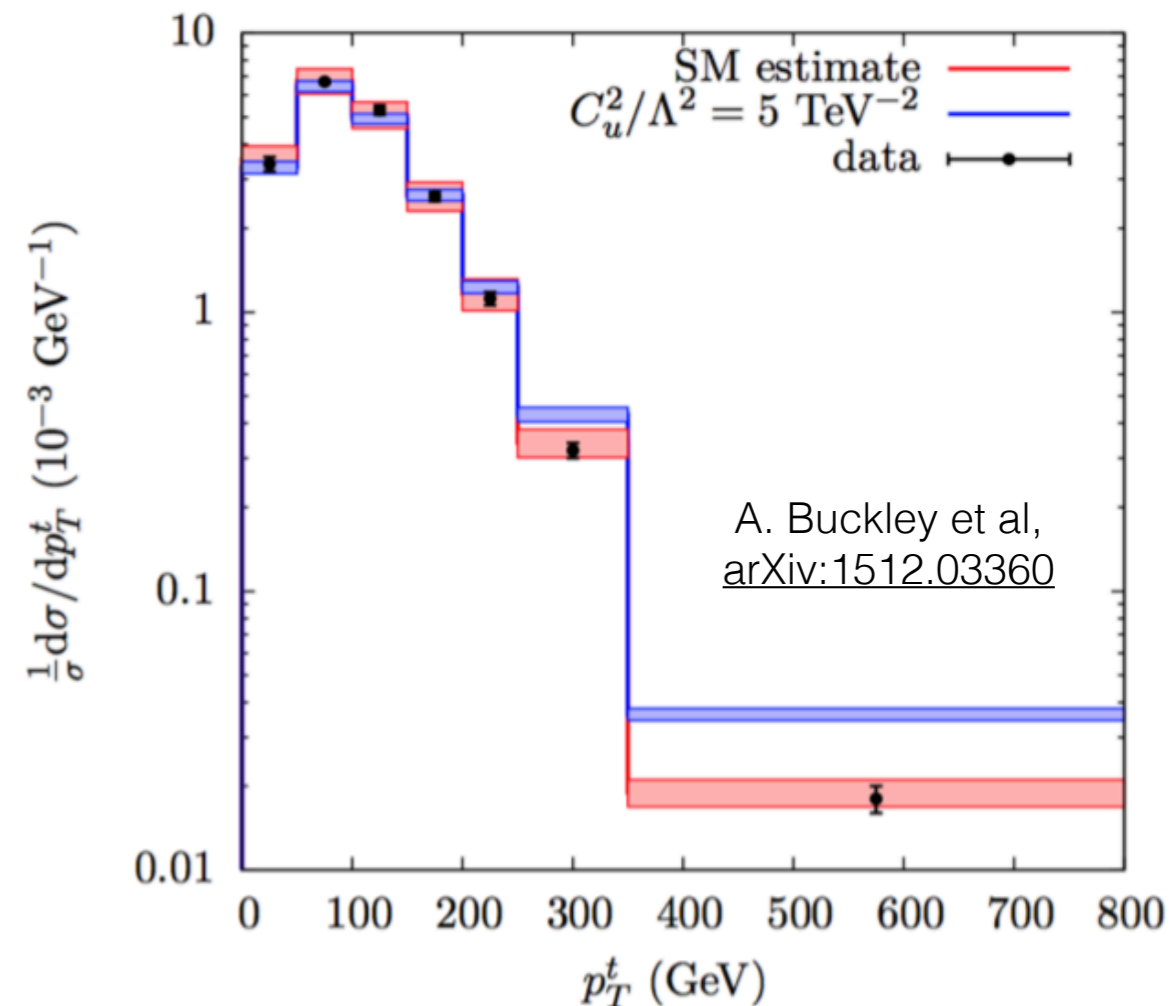 10
1
0.1
0.01
1/σ dσ/dp_T^t (10^−3 GeV^−1)
SM estimate
C_u^2/Λ^2 = 5 TeV^−2
data
A. Buckley et al,
arXiv:1512.03360
0 100 200 300 400 500 600 700 800
p_T^t (GeV)